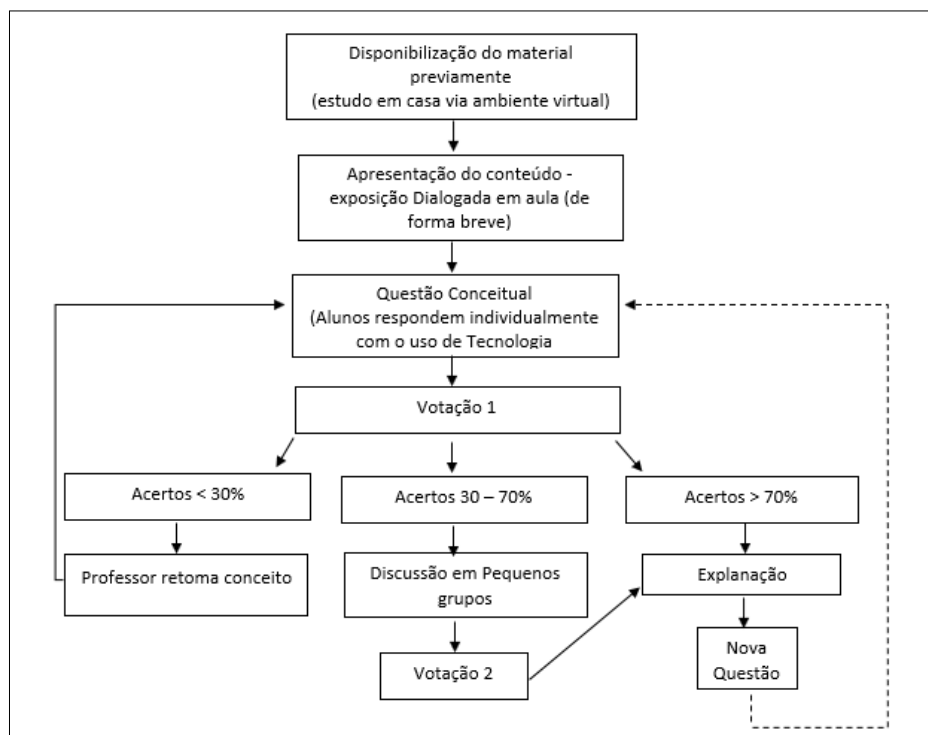 Disponibilização do material
previamente
(estudo em casa via ambiente virtual)
Apresentação do conteúdo -
exposição Dialogada em aula (de
forma breve)
Questão Conceitual
(Alunos respondem individualmente
com o uso de Tecnologia
Votação 1
Acertos < 30%
Acertos 30 – 70%
Acertos > 70%
Professor retoma conceito
Discussão em Pequenos
grupos
Explanação
Votação 2
Nova
Questão